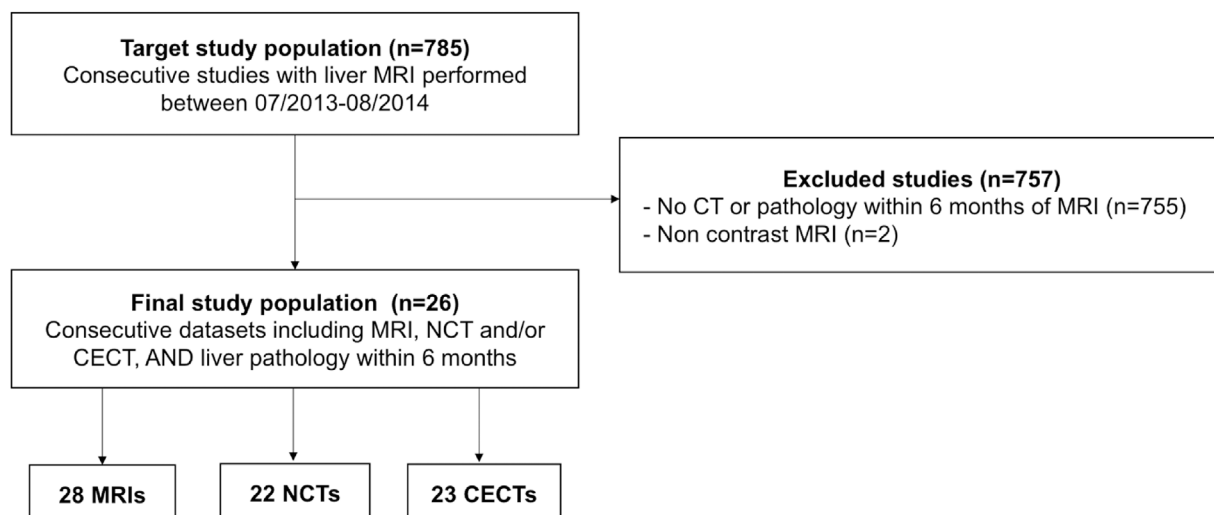 Target study population (n=785)
Consecutive studies with liver MRI performed
between 07/2013-08/2014
Excluded studies (n=757)
- No CT or pathology within 6 months of MRI (n=755)
- Non contrast MRI (n=2)
Final study population (n=26)
Consecutive datasets including MRI, NCT and/or
CECT, AND liver pathology within 6 months
28 MRIs
22 NCTs
23 CECTs